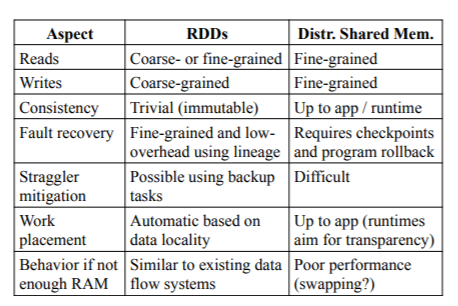 Aspect RDDs Distr. Shared Mem.
Reads Coarse- or fine-grained Fine-grained
Writes Coarse-grained Fine-grained
Consistency Trivial (immutable) Up to app / runtime
Fault recovery Fine-grained and low- Requires checkpoints
overhead using lineage and program rollback
Straggler Possible using backup Difficult
mitigation tasks
Work Automatic based on Up to app (runtimes
placement data locality aim for transparency)
Behavior if not Similar to existing data Poor performance
enough RAM flow systems (swapping?)